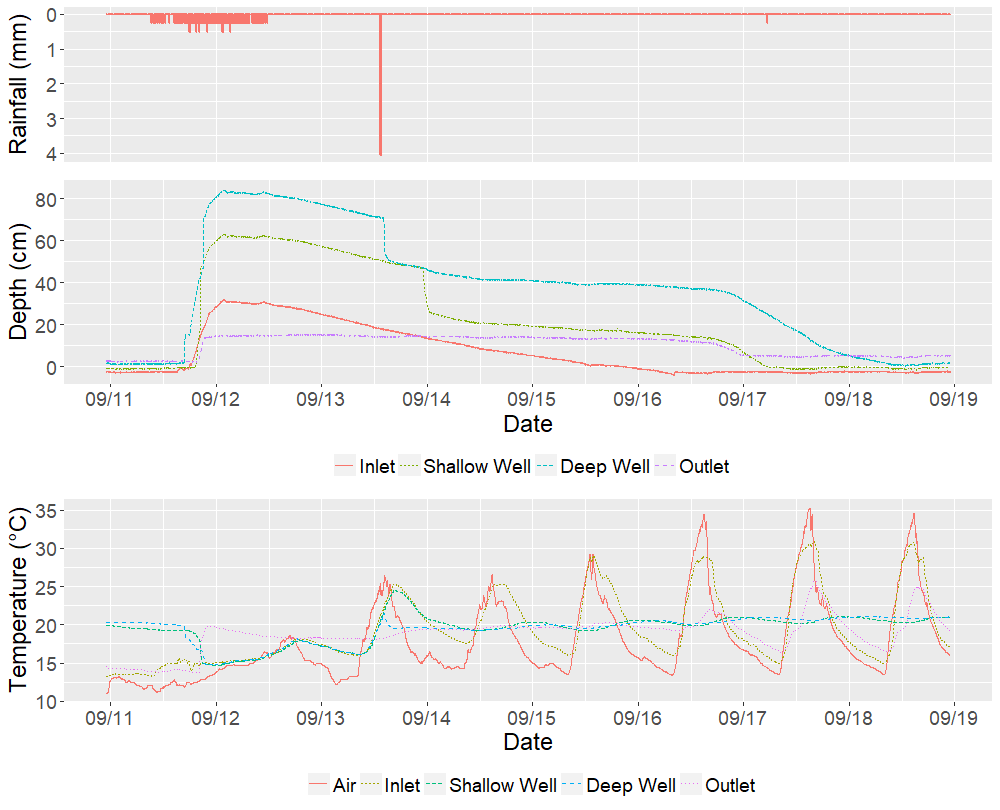 Rainfall (mm)
0
1
2
3
4
Depth (cm)
80
60
40
20
0
09/11 09/12 09/13 09/14 09/15 09/16 09/17 09/18 09/19
Date
Inlet Shallow Well Deep Well Outlet
Temperature (°C)
35
30
25
20
15
10
09/11 09/12 09/13 09/14 09/15 09/16 09/17 09/18 09/19
Date
Air Inlet Shallow Well Deep Well Outlet